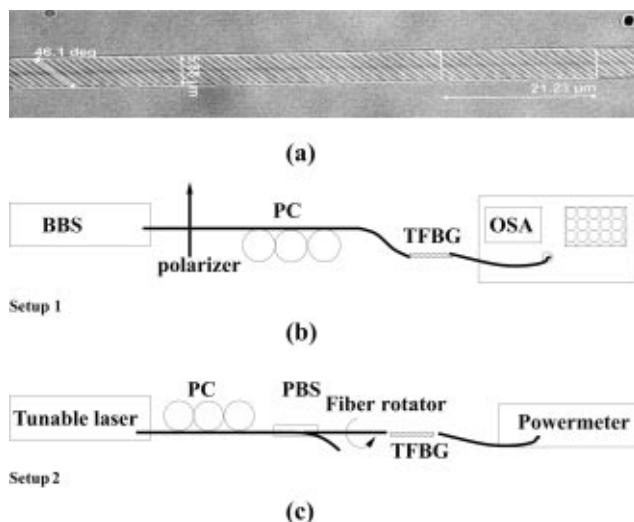 46.1 deg
21.23 µm
(a)
BBS
PC
TFBG
OSA
polarizer
Setup 1
(b)
PC
PBS
Tunable laser
Fiber rotator
Powermeter
TFBG
Setup 2
(c)